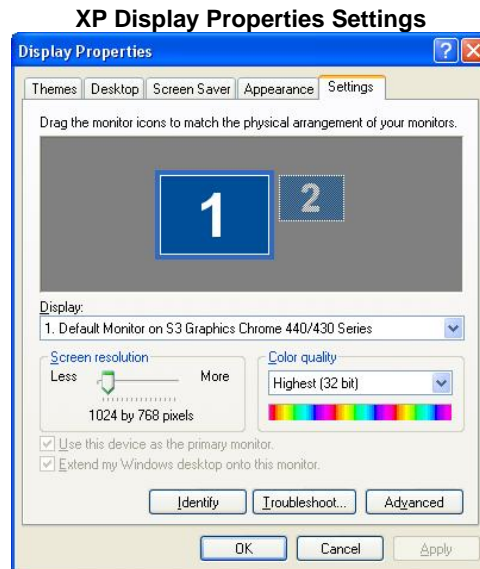 XP Display Properties Settings
Display Properties
Themes Desktop Screen Saver Appearance Settings
Drag the monitor icons to match the physical arrangement of your monitors.
1 2
Display:
1. Default Monitor on S3 Graphics Chrome 440/430 Series
Screen resolution
Less More
1024 by 768 pixels
Color quality
Highest (32 bit)
Use this device as the primary monitor.
Extend my Windows desktop onto this monitor.
Identify Troubleshoot... Advanced
OK Cancel Apply